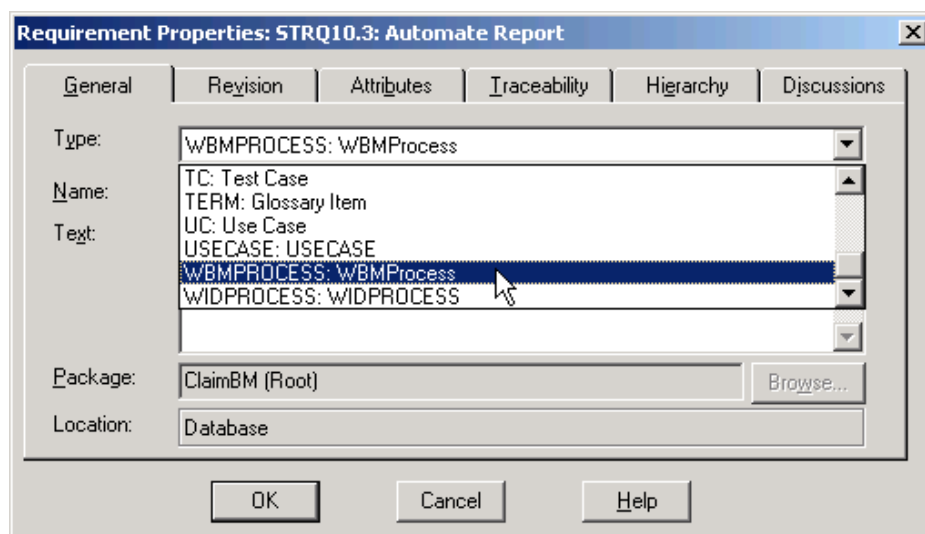 Requirement Properties: STRQ10.3: Automate Report
General Revision Attributes Traceability Hierarchy Discussions
Type: WBMPROCESS: WBMProcess
TC: Test Case
Name: TERM: Glossary Item
UC: Use Case
Text: USECASE: USECASE
WBMPROCESS: WBMProcess
WIDPROCESS: WIDPROCESS
Package: ClaimBM (Root) Browse...
Location: Database
OK Cancel Help